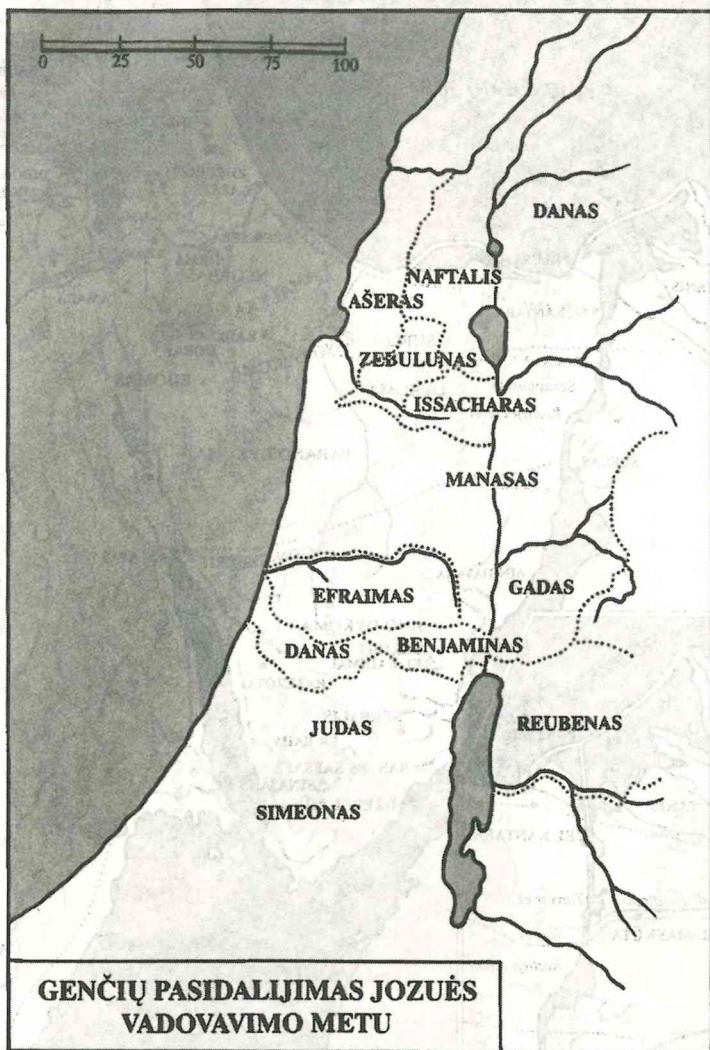 0 25 50 75 100
DANAS
NAFTALIS
AŠERAS
ZEBULUNAS
ISSACHARAS
MANASAS
GADAS
EFRAIMAS
BENJAMINAS
DANAS
REUBENAS
JUDAS
SIMEONAS
GENČIŲ PASIDALIJIMAS JOZUĖS
VADOVAVIMO METU